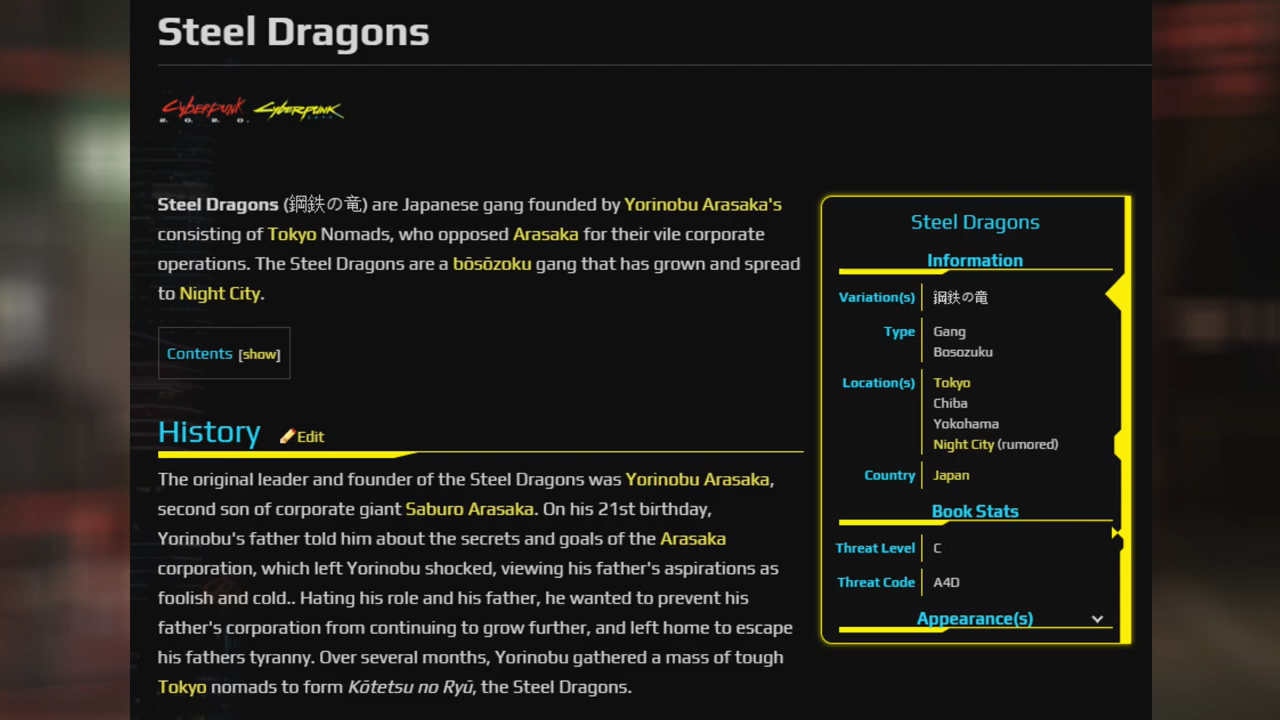 Steel Dragons
Cyberpunk Cyberpunk
2. 0. 2. 0.
Steel Dragons (鋼鉄の竜) are Japanese gang founded by Yorinobu Arasaka's
consisting of Tokyo Nomads, who opposed Arasaka for their vile corporate
operations. The Steel Dragons are a bōsōzoku gang that has grown and spread
to Night City.
Contents [show]
History Edit
The original leader and founder of the Steel Dragons was Yorinobu Arasaka,
second son of corporate giant Saburo Arasaka. On his 21st birthday,
Yorinobu's father told him about the secrets and goals of the Arasaka
corporation, which left Yorinobu shocked, viewing his father's aspirations as
foolish and cold.. Hating his role and his father, he wanted to prevent his
father's corporation from continuing to grow further, and left home to escape
his fathers tyranny. Over several months, Yorinobu gathered a mass of tough
Tokyo nomads to form Kōtetsu no Ryū, the Steel Dragons.
Steel Dragons
Information
Variation(s) 鋼鉄の竜
Type Gang
Bosozuku
Location(s) Tokyo
Chiba
Yokohama
Night City (rumored)
Country Japan
Book Stats
Threat Level C
Threat Code A4D
Appearance(s)